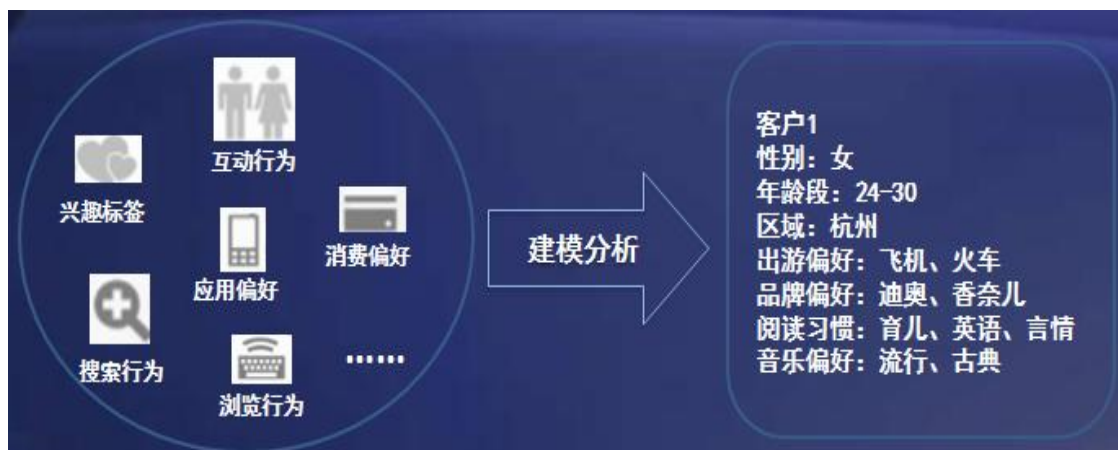 互动行为
兴趣标签
消费偏好
应用偏好
搜索行为
浏览行为
......
建模分析
客户1
性别：女
年龄段：24-30
区域：杭州
出游偏好：飞机、火车
品牌偏好：迪奥、香奈儿
阅读习惯：育儿、英语、言情
音乐偏好：流行、古典